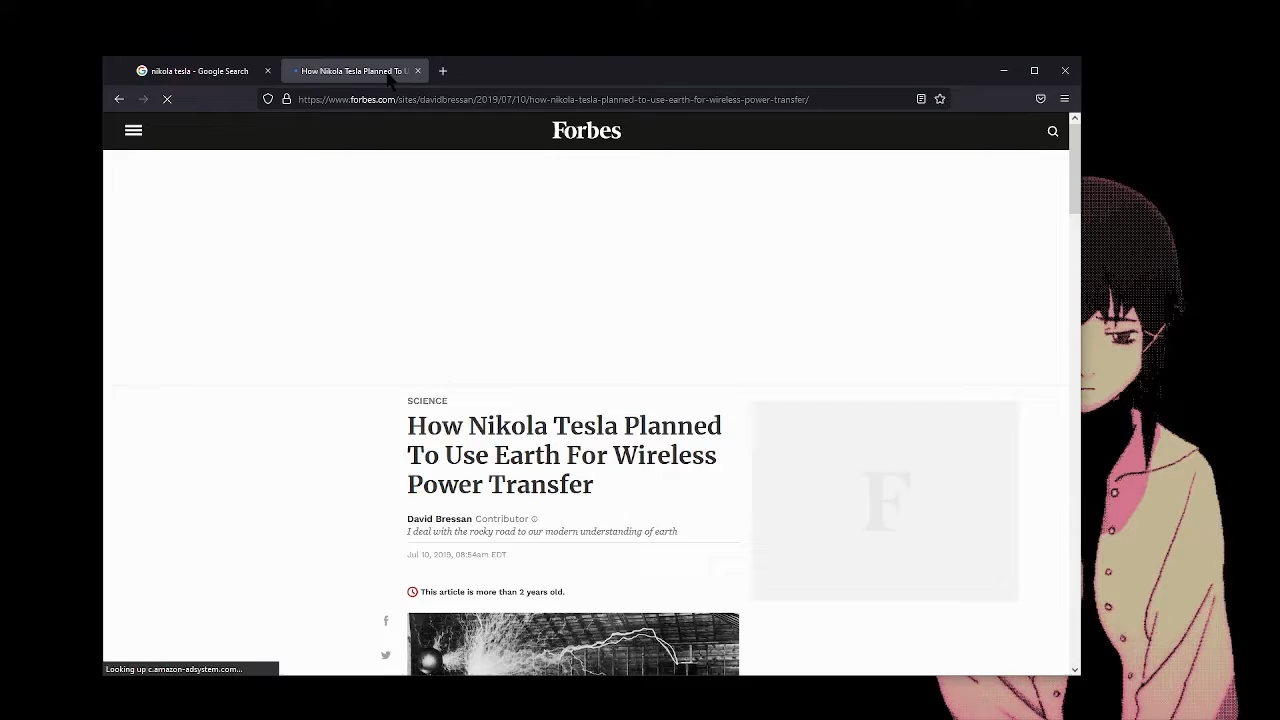 nikola tesla - Google Search
How Nikola Tesla Planned To U
https://www.forbes.com/sites/davidbressan/2019/07/10/how-nikola-tesla-planned-to-use-earth-for-wireless-power-transfer/
Forbes
SCIENCE
How Nikola Tesla Planned
To Use Earth For Wireless
Power Transfer
F
David Bressan Contributor
I deal with the rocky road to our modern understanding of earth
Jul 10, 2019, 08:54am EDT
This article is more than 2 years old.
Looking up c.amazon-adsystem.com...